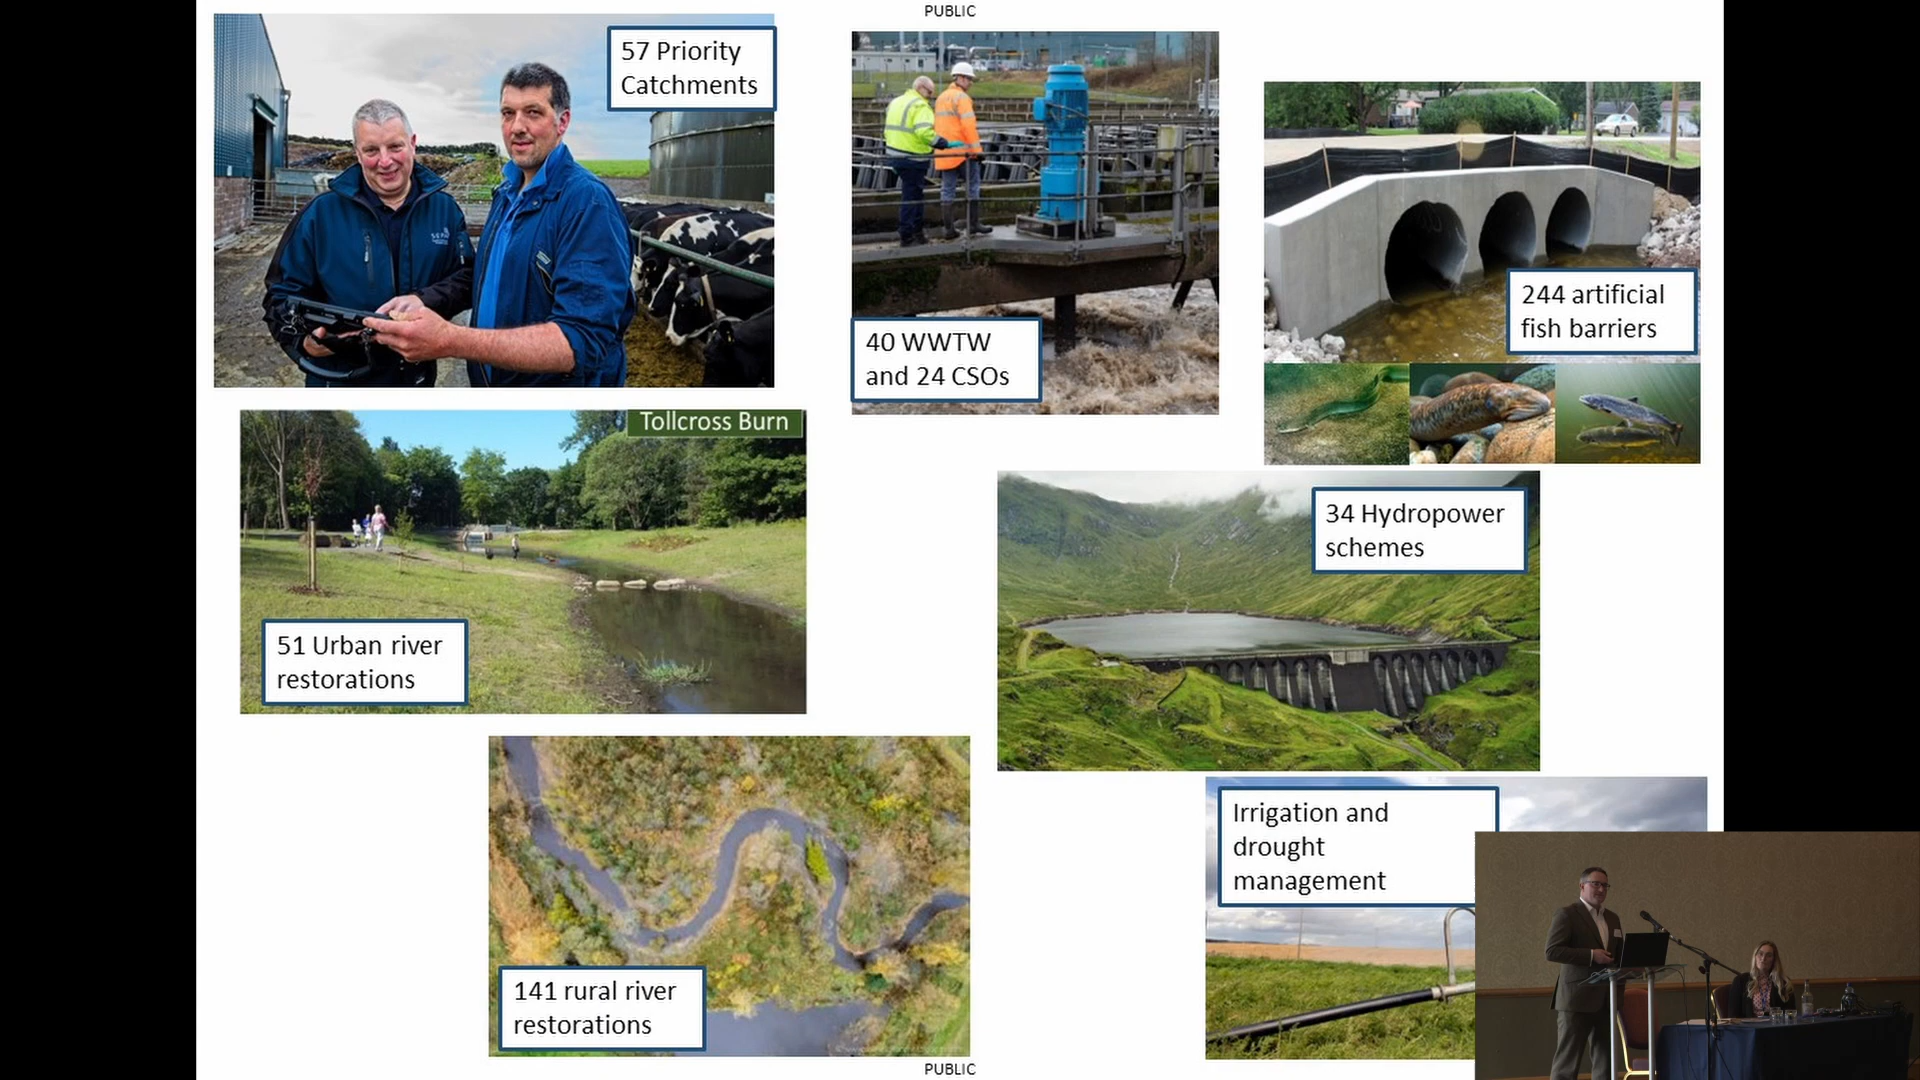 PUBLIC
57 Priority
Catchments
40 WWTW
and 24 CSOs
244 artificial
fish barriers
Tollcross Burn
51 Urban river
restorations
34 Hydropower
schemes
141 rural river
restorations
Irrigation and
drought
management
PUBLIC